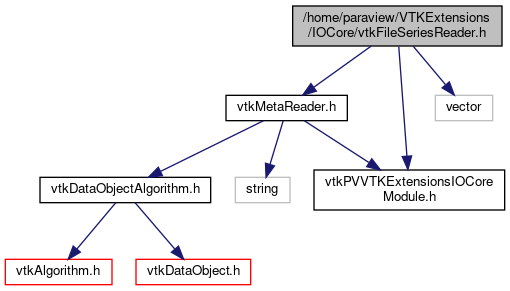 /home/paraview/VTKExtensions
/IOCore/vtkFileSeriesReader.h
vtkMetaReader.h
vector
vtkDataObjectAlgorithm.h
string
vtkPVVTKExtensionsIOCore
Module.h
vtkAlgorithm.h
vtkDataObject.h